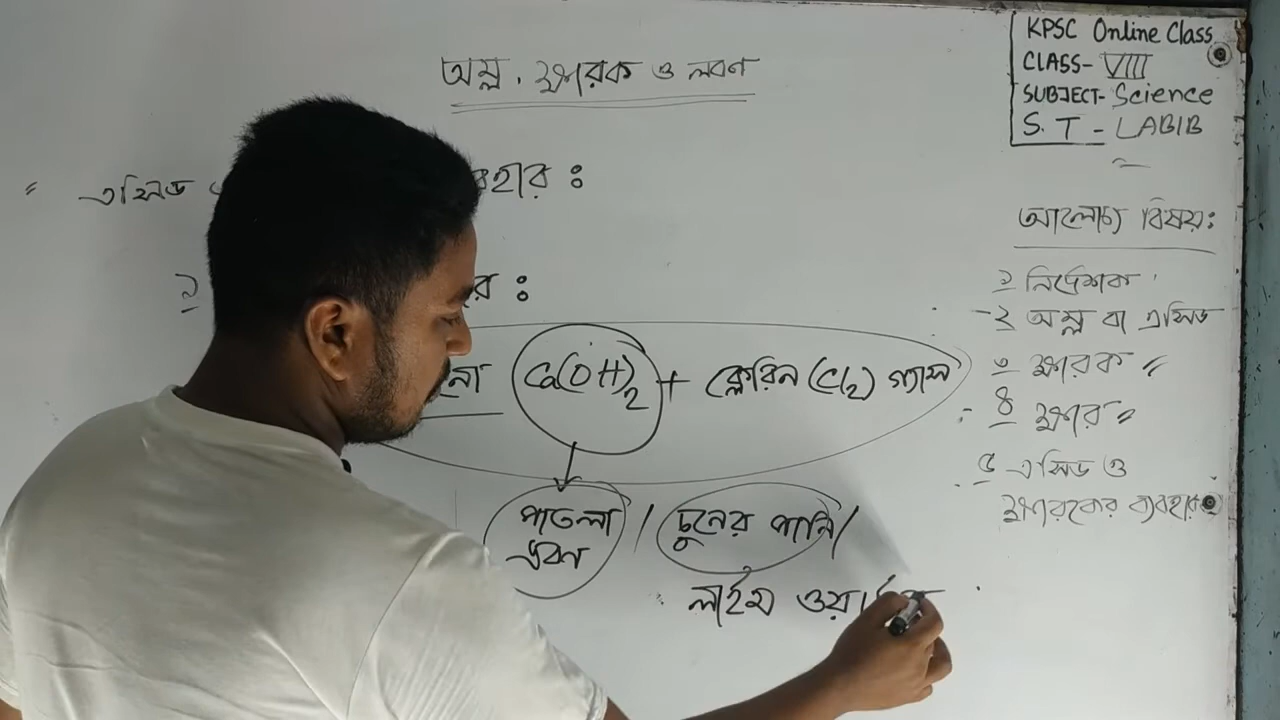 অম্ল. ক্ষারক ও লবণ
KPSC Online Class
CLASS- VIII
SUBJECT- Science
S. T - LABIB
" এসিড
আলোচ্য বিষয়:
১ নির্দেশক
২ অম্ল বা এসিড
৩ ক্ষারক "
৪ ক্ষার "
৫ এসিড ও
ক্ষারকের ব্যবহার
Ca(OH)2 + ক্লোরিন (Cl2) গ্যাস
পাতলা / চুনের পানি /
দ্রবণ
লাইম